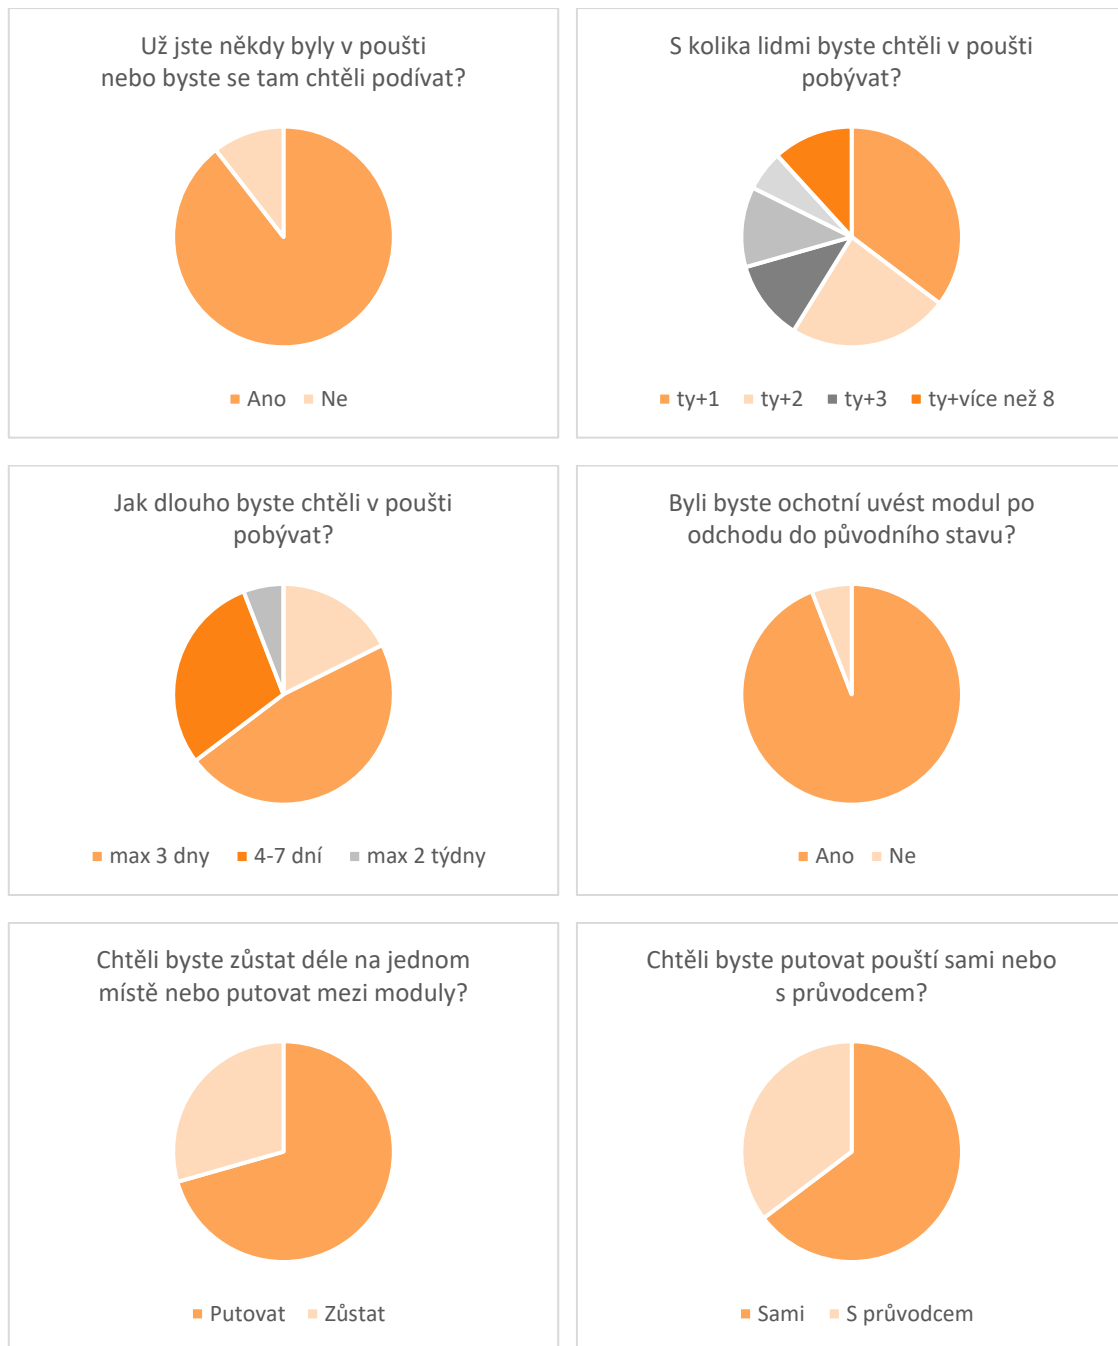 Už jste někdy byly v poušti
nebo byste se tam chtěli podívat?
Ano Ne
S kolika lidmi byste chtěli v poušti
pobývat?
ty+1 ty+2 ty+3 ty+více než 8
Jak dlouho byste chtěli v poušti
pobývat?
max 3 dny 4-7 dní max 2 týdny
Byli byste ochotní uvést modul po
odchodu do původního stavu?
Ano Ne
Chtěli byste zůstat déle na jednom
místě nebo putovat mezi moduly?
Putovat Zůstat
Chtěli byste putovat pouští sami nebo
s průvodcem?
Sami S průvodcem